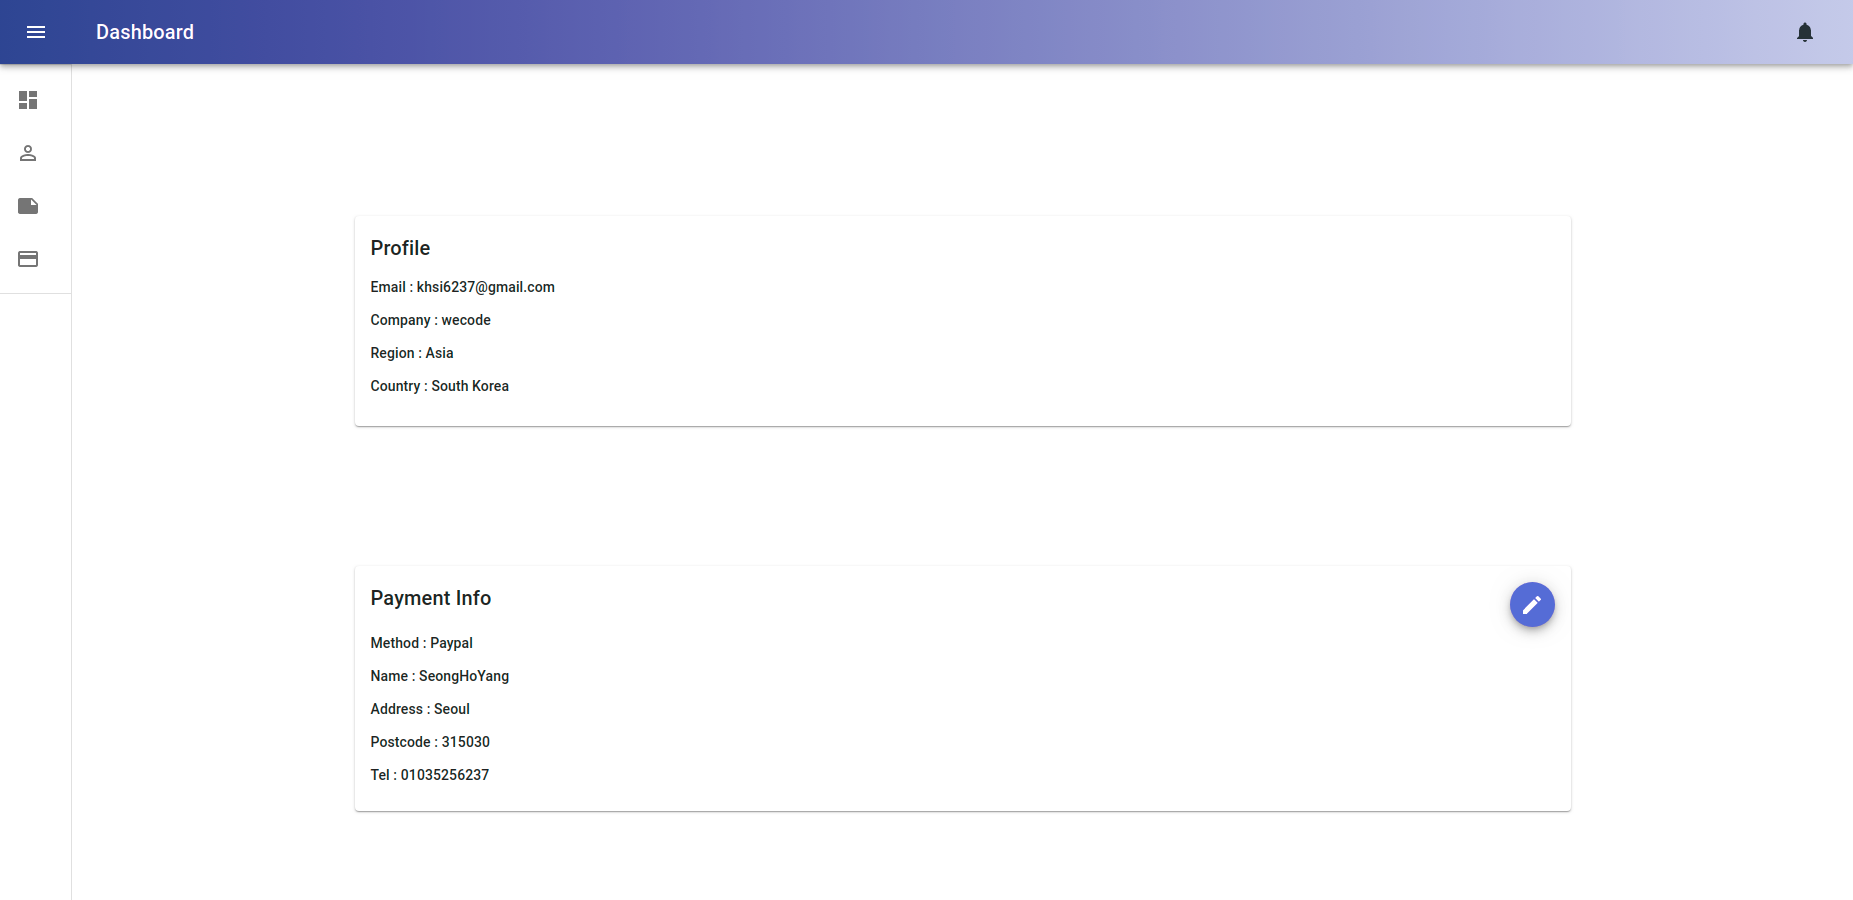 Dashboard
Profile
Email : khsi6237@gmail.com
Company : wecode
Region : Asia
Country : South Korea
Payment Info
Method : Paypal
Name : SeongHoYang
Address : Seoul
Postcode : 315030
Tel : 01035256237